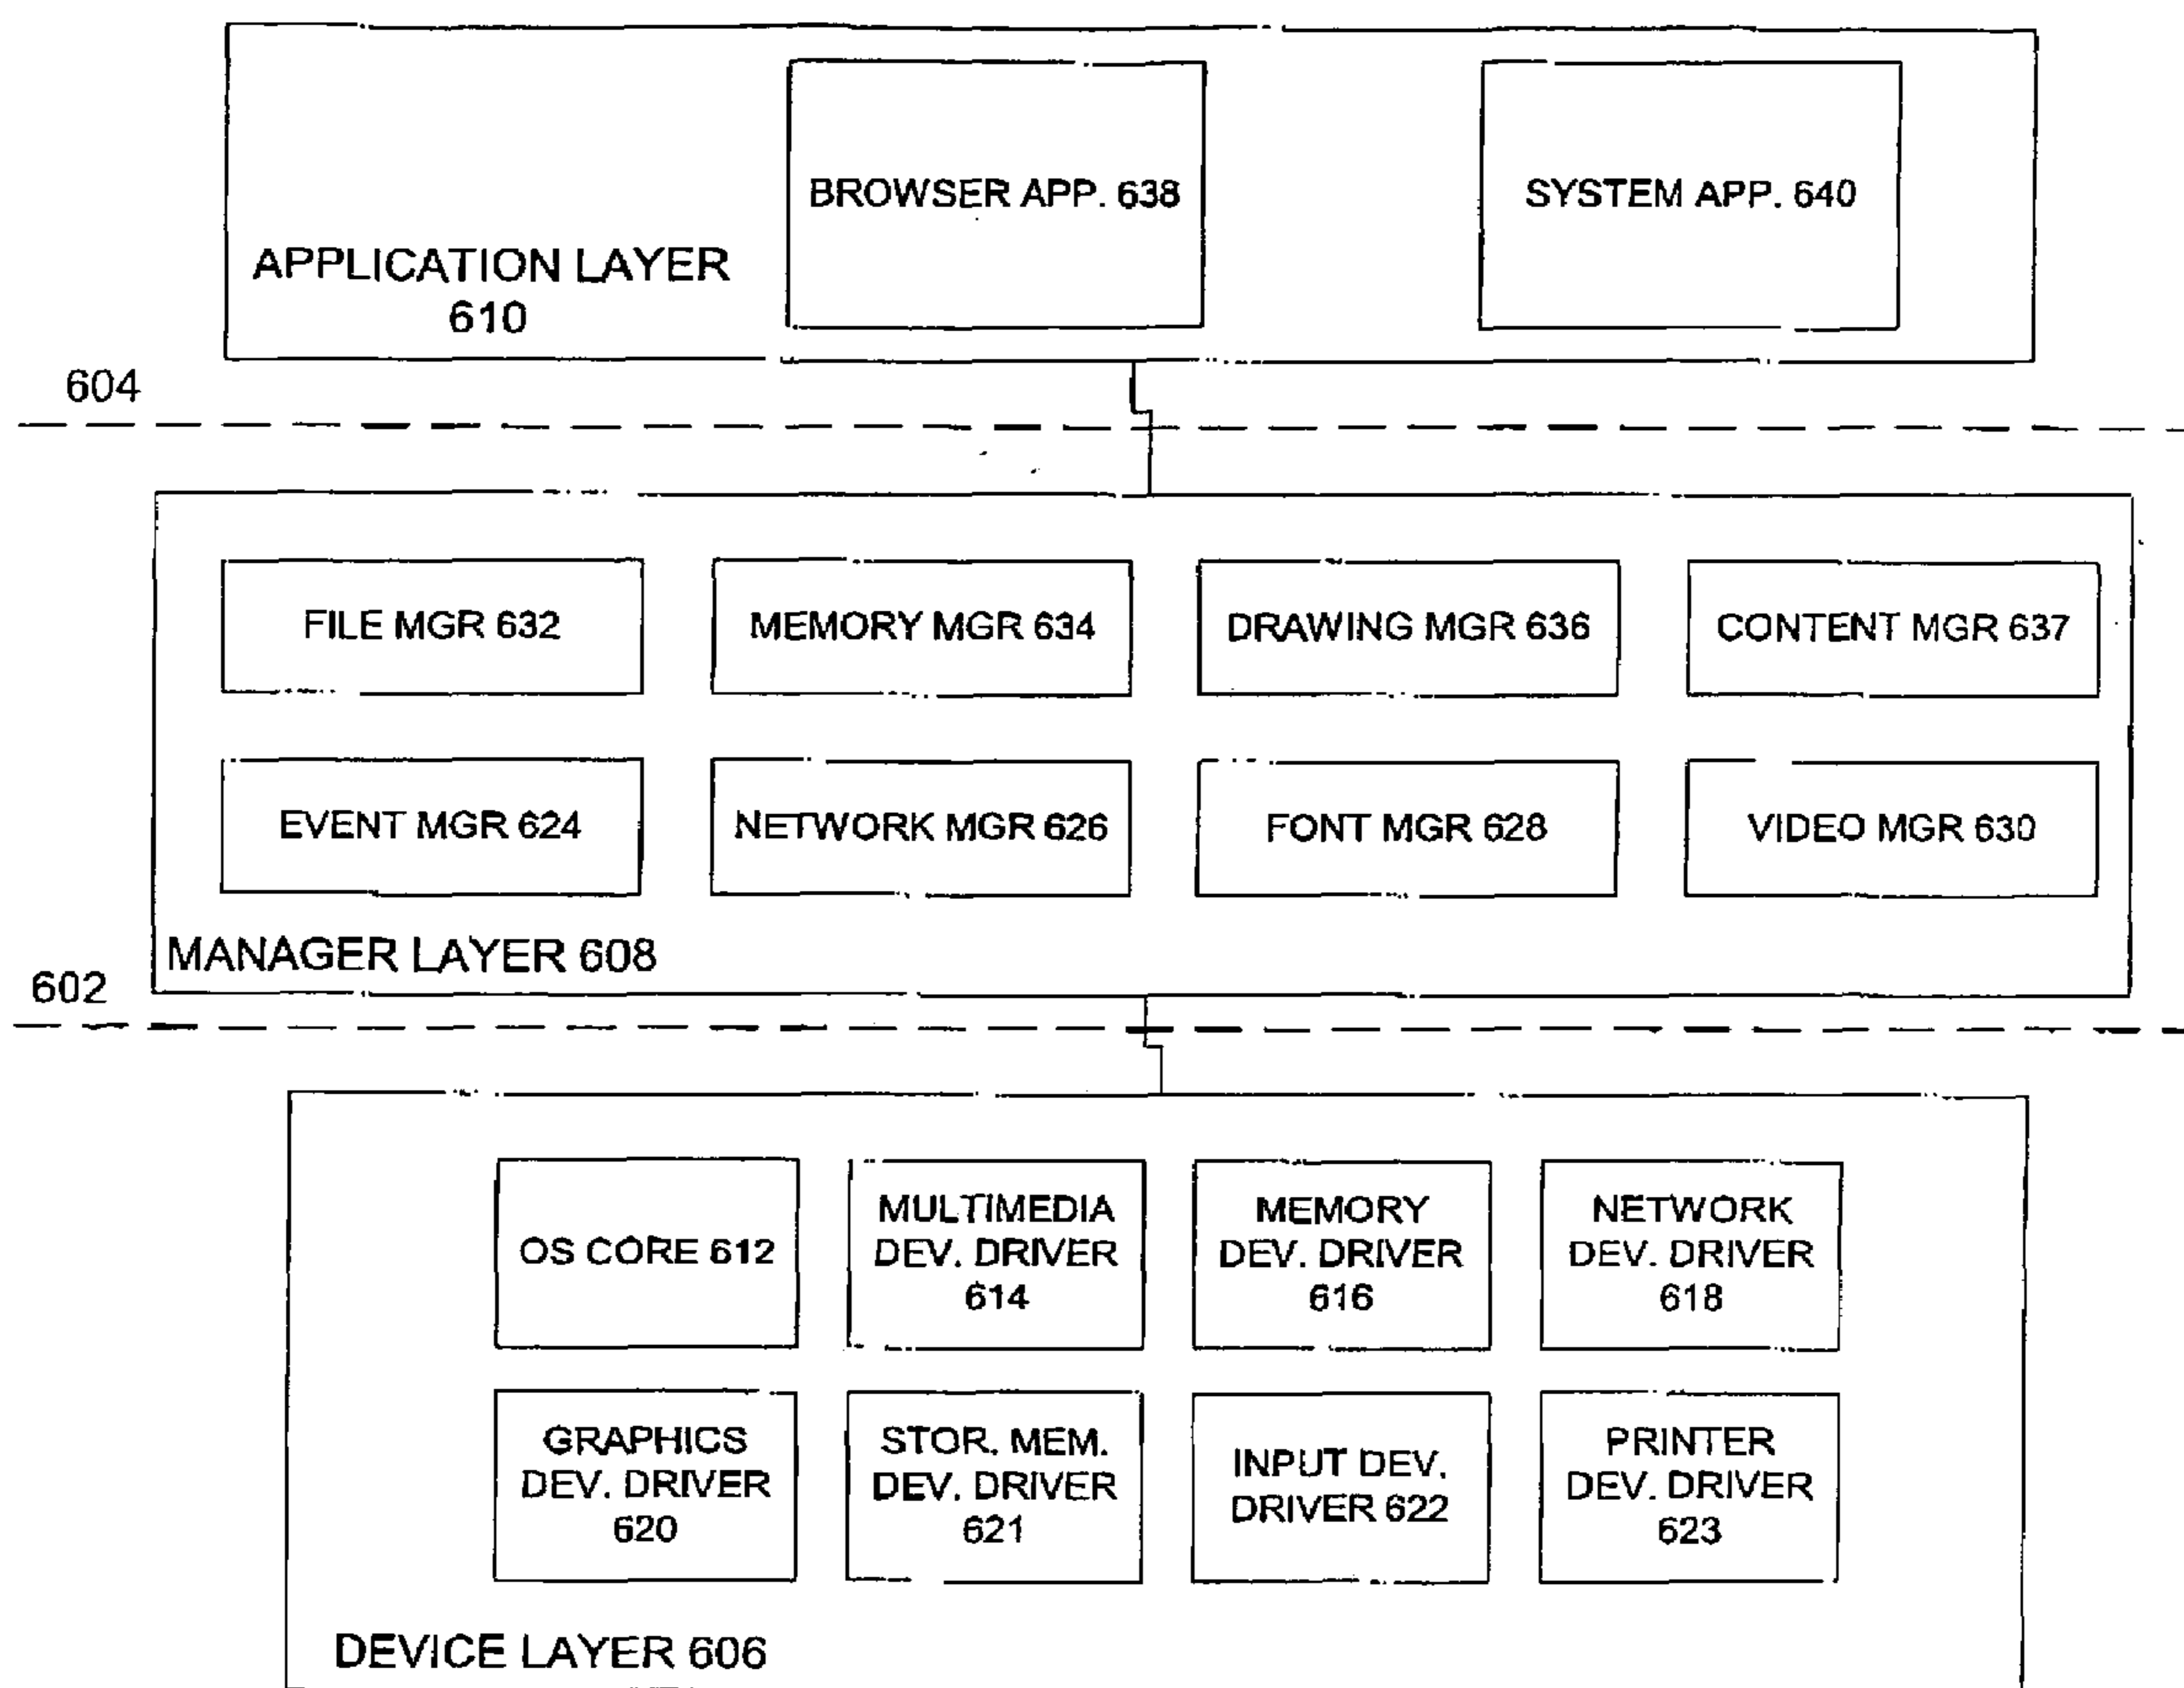 BROWSER APP. 638
SYSTEM APP. 640
APPLICATION LAYER
610
604
FILE MGR 632
MEMORY MGR 634
DRAWING MGR 636
CONTENT MGR 637
EVENT MGR 624
NETWORK MGR 626
FONT MGR 628
VIDEO MGR 630
MANAGER LAYER 608
602
OS CORE 612
MULTIMEDIA
DEV. DRIVER
614
MEMORY
DEV. DRIVER
616
NETWORK
DEV. DRIVER
618
GRAPHICS
DEV. DRIVER
620
STOR. MEM.
DEV. DRIVER
621
INPUT DEV.
DRIVER 622
PRINTER
DEV. DRIVER
623
DEVICE LAYER 606